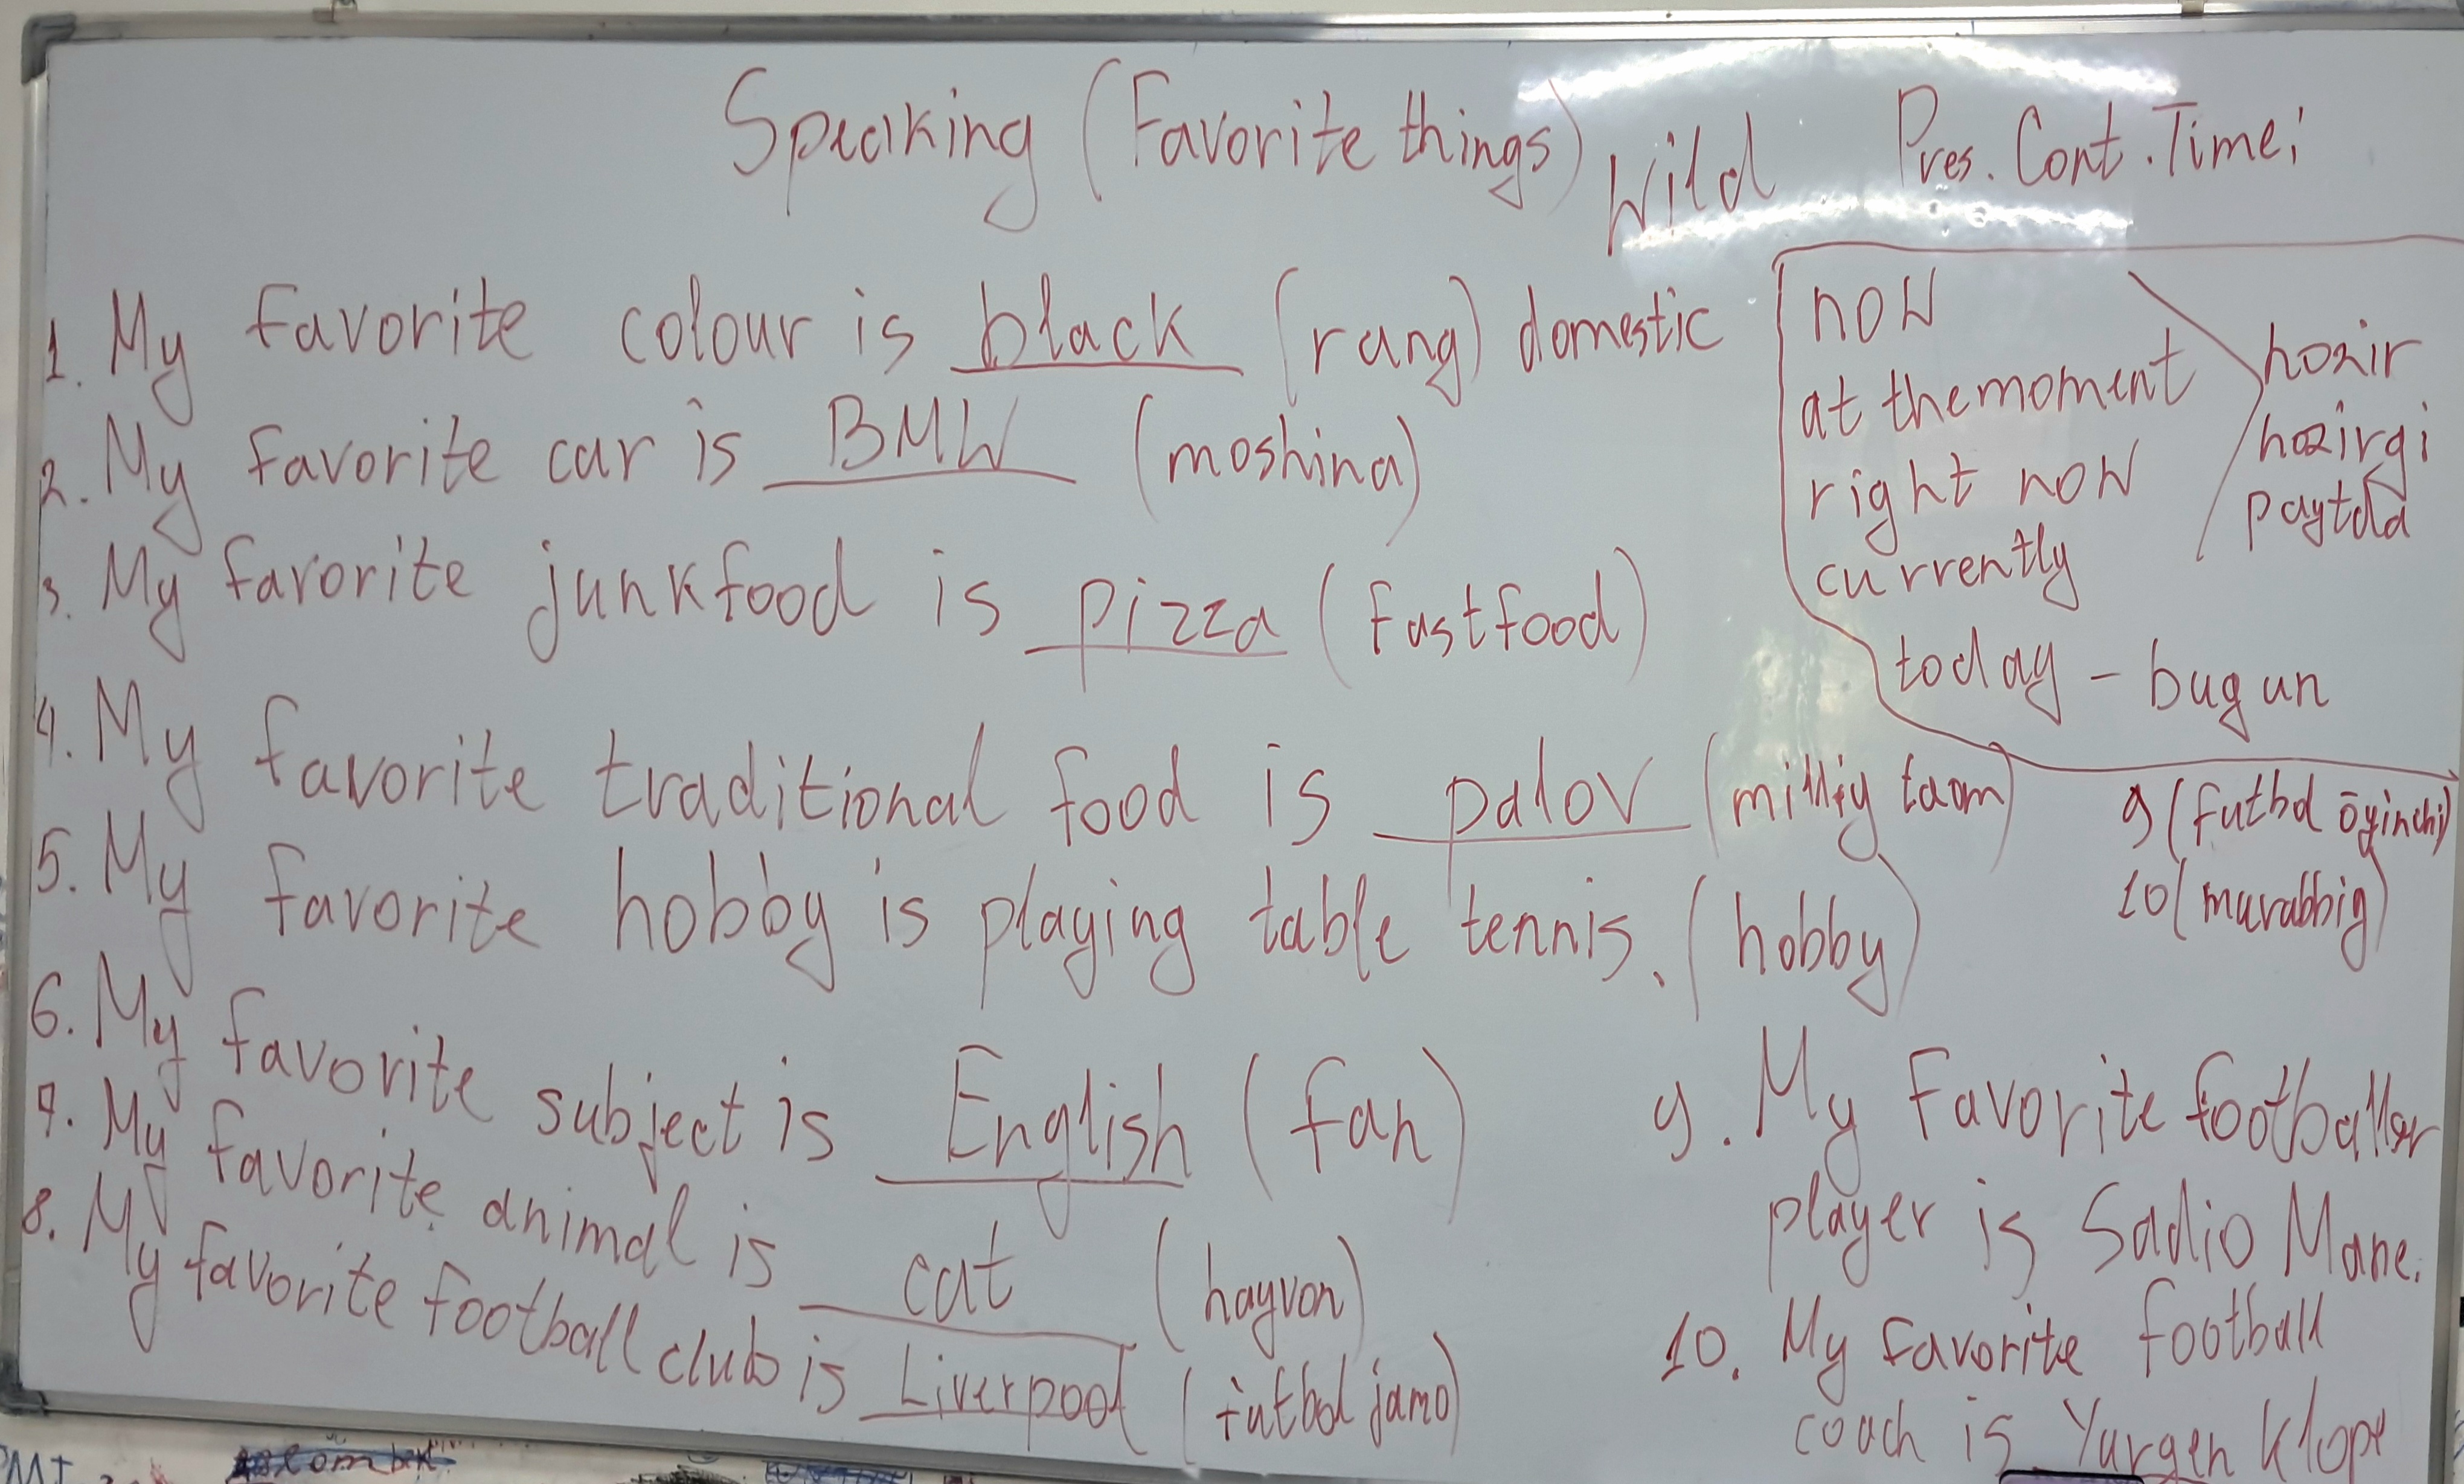 Speaking (Favorite things)
Wild
Pres. Cont. Time:
1. My favorite colour is black (rang) domestic
2. My favorite car is BMW (moshina)
3. My favorite junkfood is pizza (fastfood)
4. My favorite traditional food is palov (milliy taom)
5. My favorite hobby is playing table tennis. (hobby)
6. My favorite subject is English (fan)
7. My favorite animal is cat (hayvon)
8. My favorite football club is Liverpool (futbol jamo)
now
at the moment
right now
currently
hozir
hozirgi
paytda
today - bugun
9 (futbol ōyinchi)
10 (murabbiy)
9. My Favorite footballer
player is Sadio Mane.
10. My favorite football
coach is Yurgen Klopp